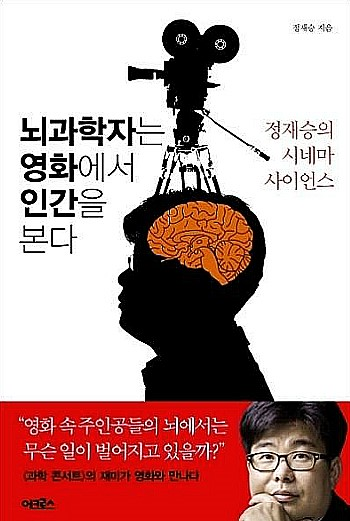 정재승 지음
뇌과학자는
영화에서
인간을
본다
정재승의
시네마
사이언스
“영화 속 주인공들의 뇌에서는
무슨 일이 벌어지고 있을까?”
《과학 콘서트》의 재미가 영화와 만나다
어크로스